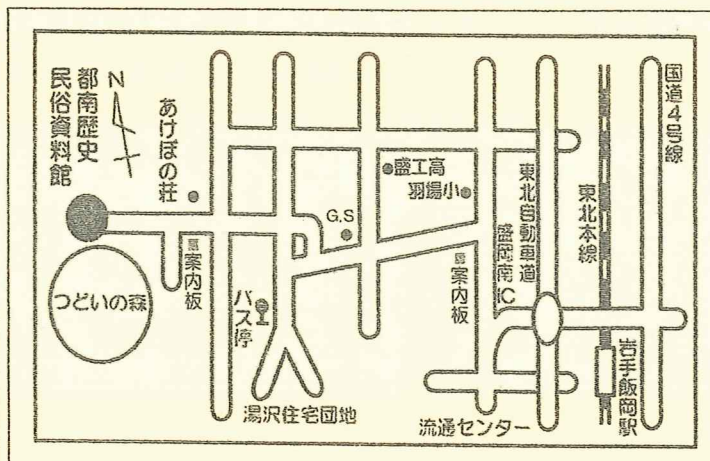 都南歴史
民俗資料館
N
あけぼの荘
つどいの森
案内板
バス停
湯沢住宅団地
G.S
盛工高
羽場小
案内板
流通センター
盛岡南IC
東北自動車道
東北本線
岩手飯岡駅
国道4号線